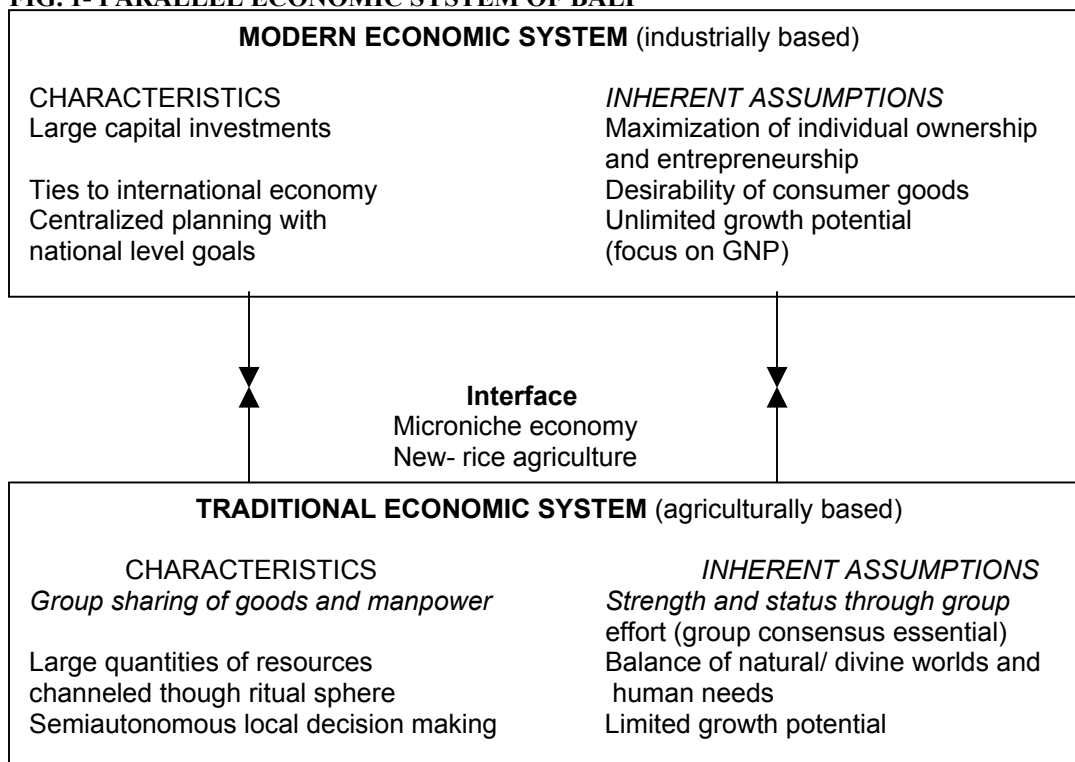 FIG. 1- PARALLEL ECONOMIC SYSTEM OF BALI
MODERN ECONOMIC SYSTEM (industrially based)
CHARACTERISTICS
Large capital investments
Ties to international economy
Centralized planning with
national level goals
INHERENT ASSUMPTIONS
Maximization of individual ownership
and entrepreneurship
Desirability of consumer goods
Unlimited growth potential
(focus on GNP)
Interface
Microniche economy
New- rice agriculture
TRADITIONAL ECONOMIC SYSTEM (agriculturally based)
CHARACTERISTICS
Group sharing of goods and manpower
Large quantities of resources
channeled though ritual sphere
Semiautonomous local decision making
INHERENT ASSUMPTIONS
Strength and status through group
effort (group consensus essential)
Balance of natural/ divine worlds and
human needs
Limited growth potential